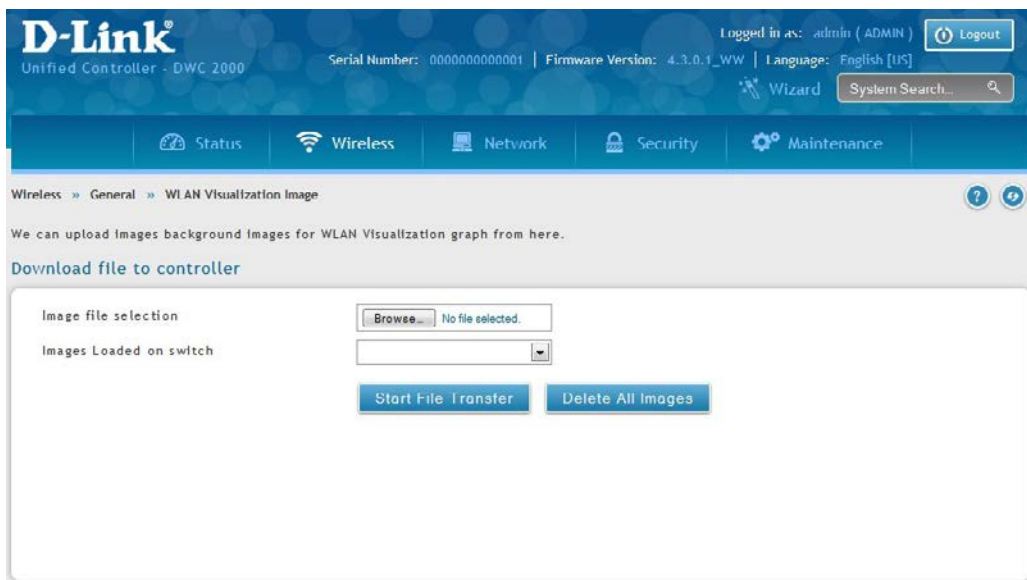 D-Link
Unified Controller - DWC 2000
Logged in as: admin ( ADMIN )
Logout
Serial Number: 0000000000001 | Firmware Version: 4.3.0.1_WW | Language: English [US]
Wizard
System Search...
Status
Wireless
Network
Security
Maintenance
Wireless » General » WLAN Visualization Image
?
We can upload images background images for WLAN Visualization graph from here.
Download file to controller
Image file selection
Browse... No file selected.
Images Loaded on switch
Start File Transfer
Delete All Images